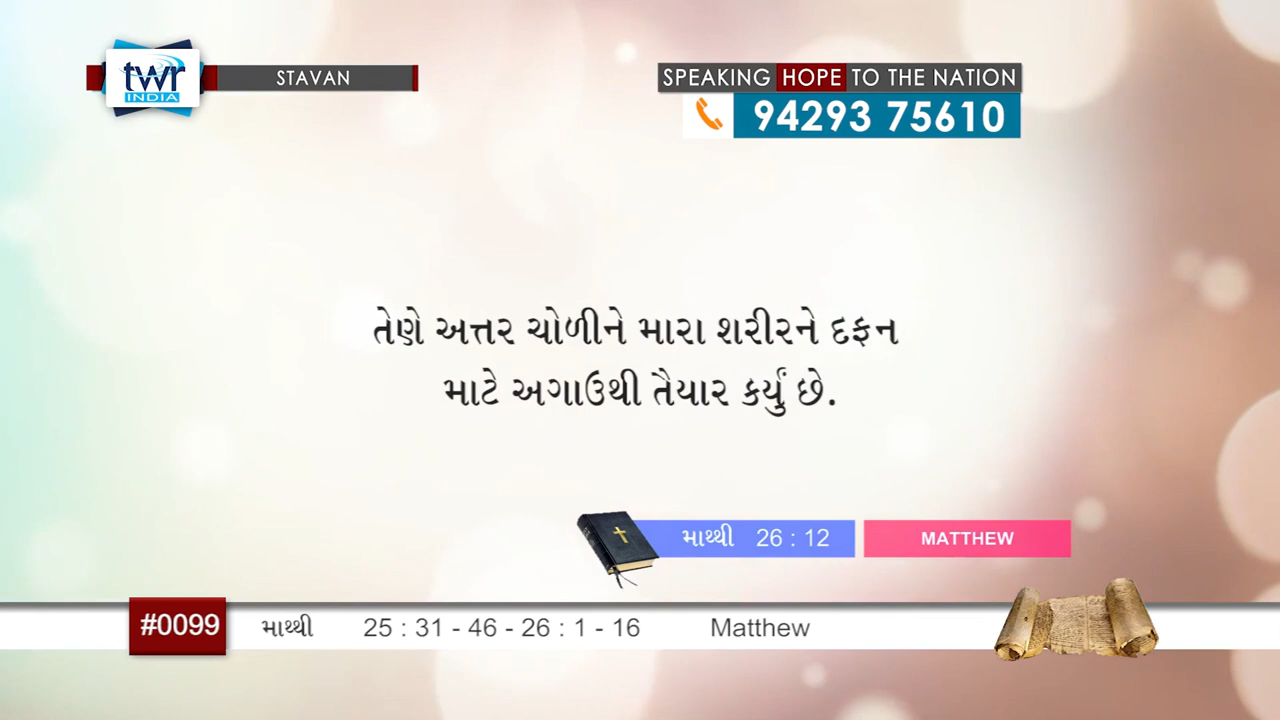 twr
INDIA
STAVAN
SPEAKING HOPE TO THE NATION
94293 75610
તેણે અત્તર ચોળીને મારા શરીરને દફન
માટે અગાઉથી તૈયાર કર્યું છે.
માથ્થી 26 : 12
MATTHEW
#0099 માથ્થી 25 : 31 - 46 - 26 : 1 - 16 Matthew